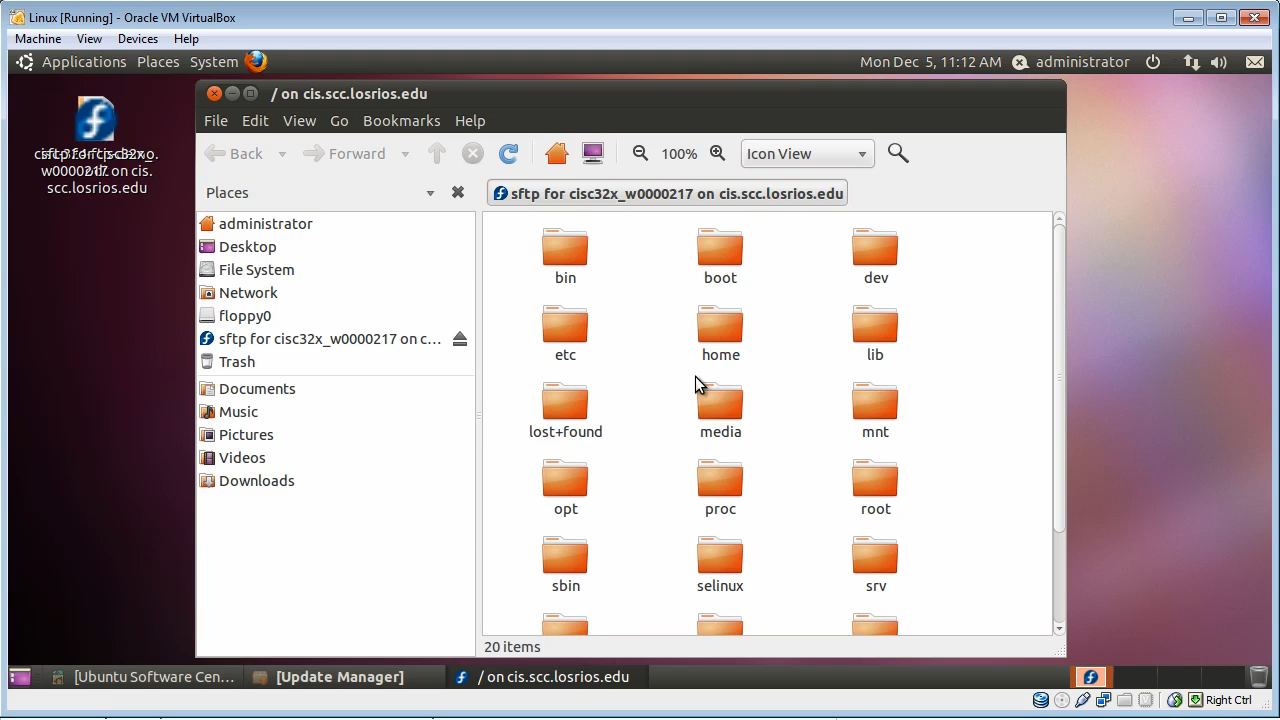 Linux [Running] - Oracle VM VirtualBox
Machine View Devices Help
Applications Places System Mon Dec 5, 11:12 AM administrator
/ on cis.scc.losrios.edu
File Edit View Go Bookmarks Help
Back Forward 100% Icon View
Places
sftp for cisc32x_w0000217 on cis.scc.losrios.edu
administrator
Desktop
File System
Network
floppy0
sftp for cisc32x_w0000217 on c...
Trash
Documents
Music
Pictures
Videos
Downloads
bin boot dev
etc home lib
lost+found media mnt
opt proc root
sbin selinux srv
20 items
w0000217 on cis.
scc.losrios.edu
[Ubuntu Software Cen... [Update Manager] / on cis.scc.losrios.edu
Right Ctrl